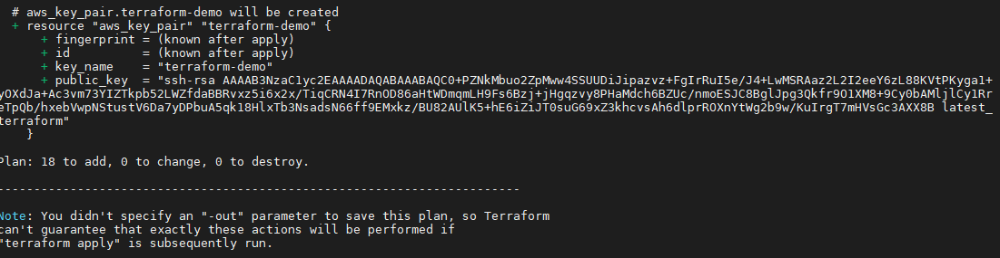 # aws_key_pair.terraform-demo will be created
+ resource "aws_key_pair" "terraform-demo" {
+ fingerprint = (known after apply)
+ id = (known after apply)
+ key_name = "terraform-demo"
+ public_key = "ssh-rsa AAAAB3NzaC1yc2EAAAADAQABAAABAQC0+PZNkMbuo2ZpMww4SSUUDiJipazvz+FgIrRuI5e/J4+LwMSRAaz2L2I2eeY6zL88KVtPKyga1+
yOXdJa+Ac3vm73YIZTkpb52LWZfdaBBRvxz5i6x2x/TiqCRN4I7RnOD86aHtWDmqmLH9Fs6Bzj+jHgqzvy8PHaMdch6BZUc/nmoESJC8BglJpg3Qkfr9O1XM8+9Cy0bAMljlCy1Rr
eTpQb/hxebVwpNStustV6Da7yDPbuA5qk18HlxTb3NsadsN66ff9EMxkz/BU82AUlK5+hE6iZiJT0suG69xZ3khcvsAh6dlprROXnYtWg2b9w/KuIrgT7mHVsGc3AXX8B latest_
terraform"
}
Plan: 18 to add, 0 to change, 0 to destroy.
------------------------------------------------------------------------
Note: You didn't specify an "-out" parameter to save this plan, so Terraform
can't guarantee that exactly these actions will be performed if
"terraform apply" is subsequently run.